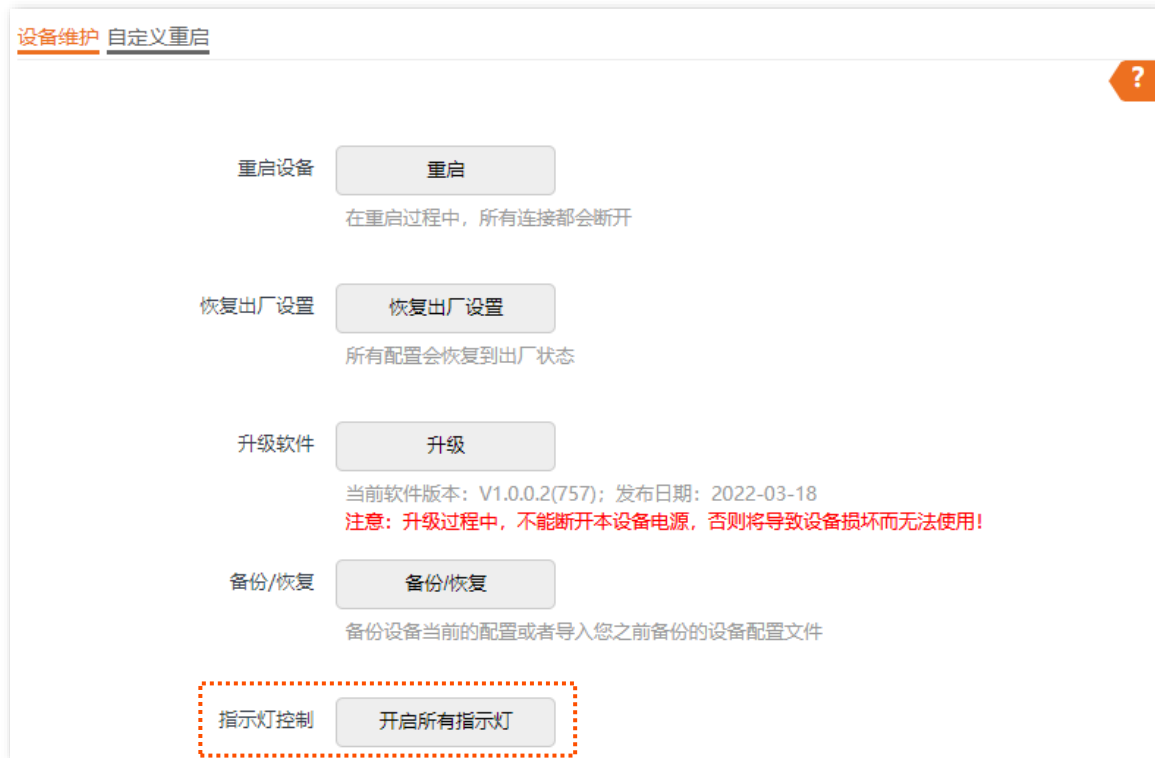 设备维护 自定义重启
?
重启设备 重启
在重启过程中，所有连接都会断开
恢复出厂设置 恢复出厂设置
所有配置会恢复到出厂状态
升级软件 升级
当前软件版本：V1.0.0.2(757)；发布日期：2022-03-18
注意：升级过程中，不能断开本设备电源，否则将导致设备损坏而无法使用！
备份/恢复 备份/恢复
备份设备当前的配置或者导入您之前备份的设备配置文件
指示灯控制 开启所有指示灯